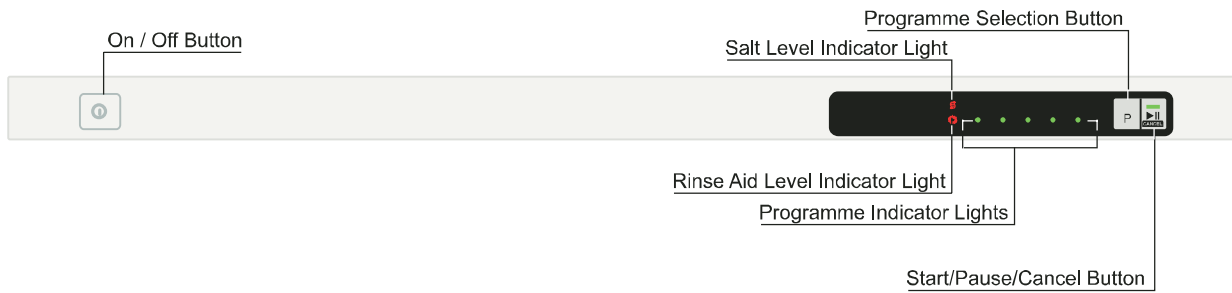 Programme Selection Button
On / Off Button
Salt Level Indicator Light
P
CANCEL
Rinse Aid Level Indicator Light
Programme Indicator Lights
Start/Pause/Cancel Button